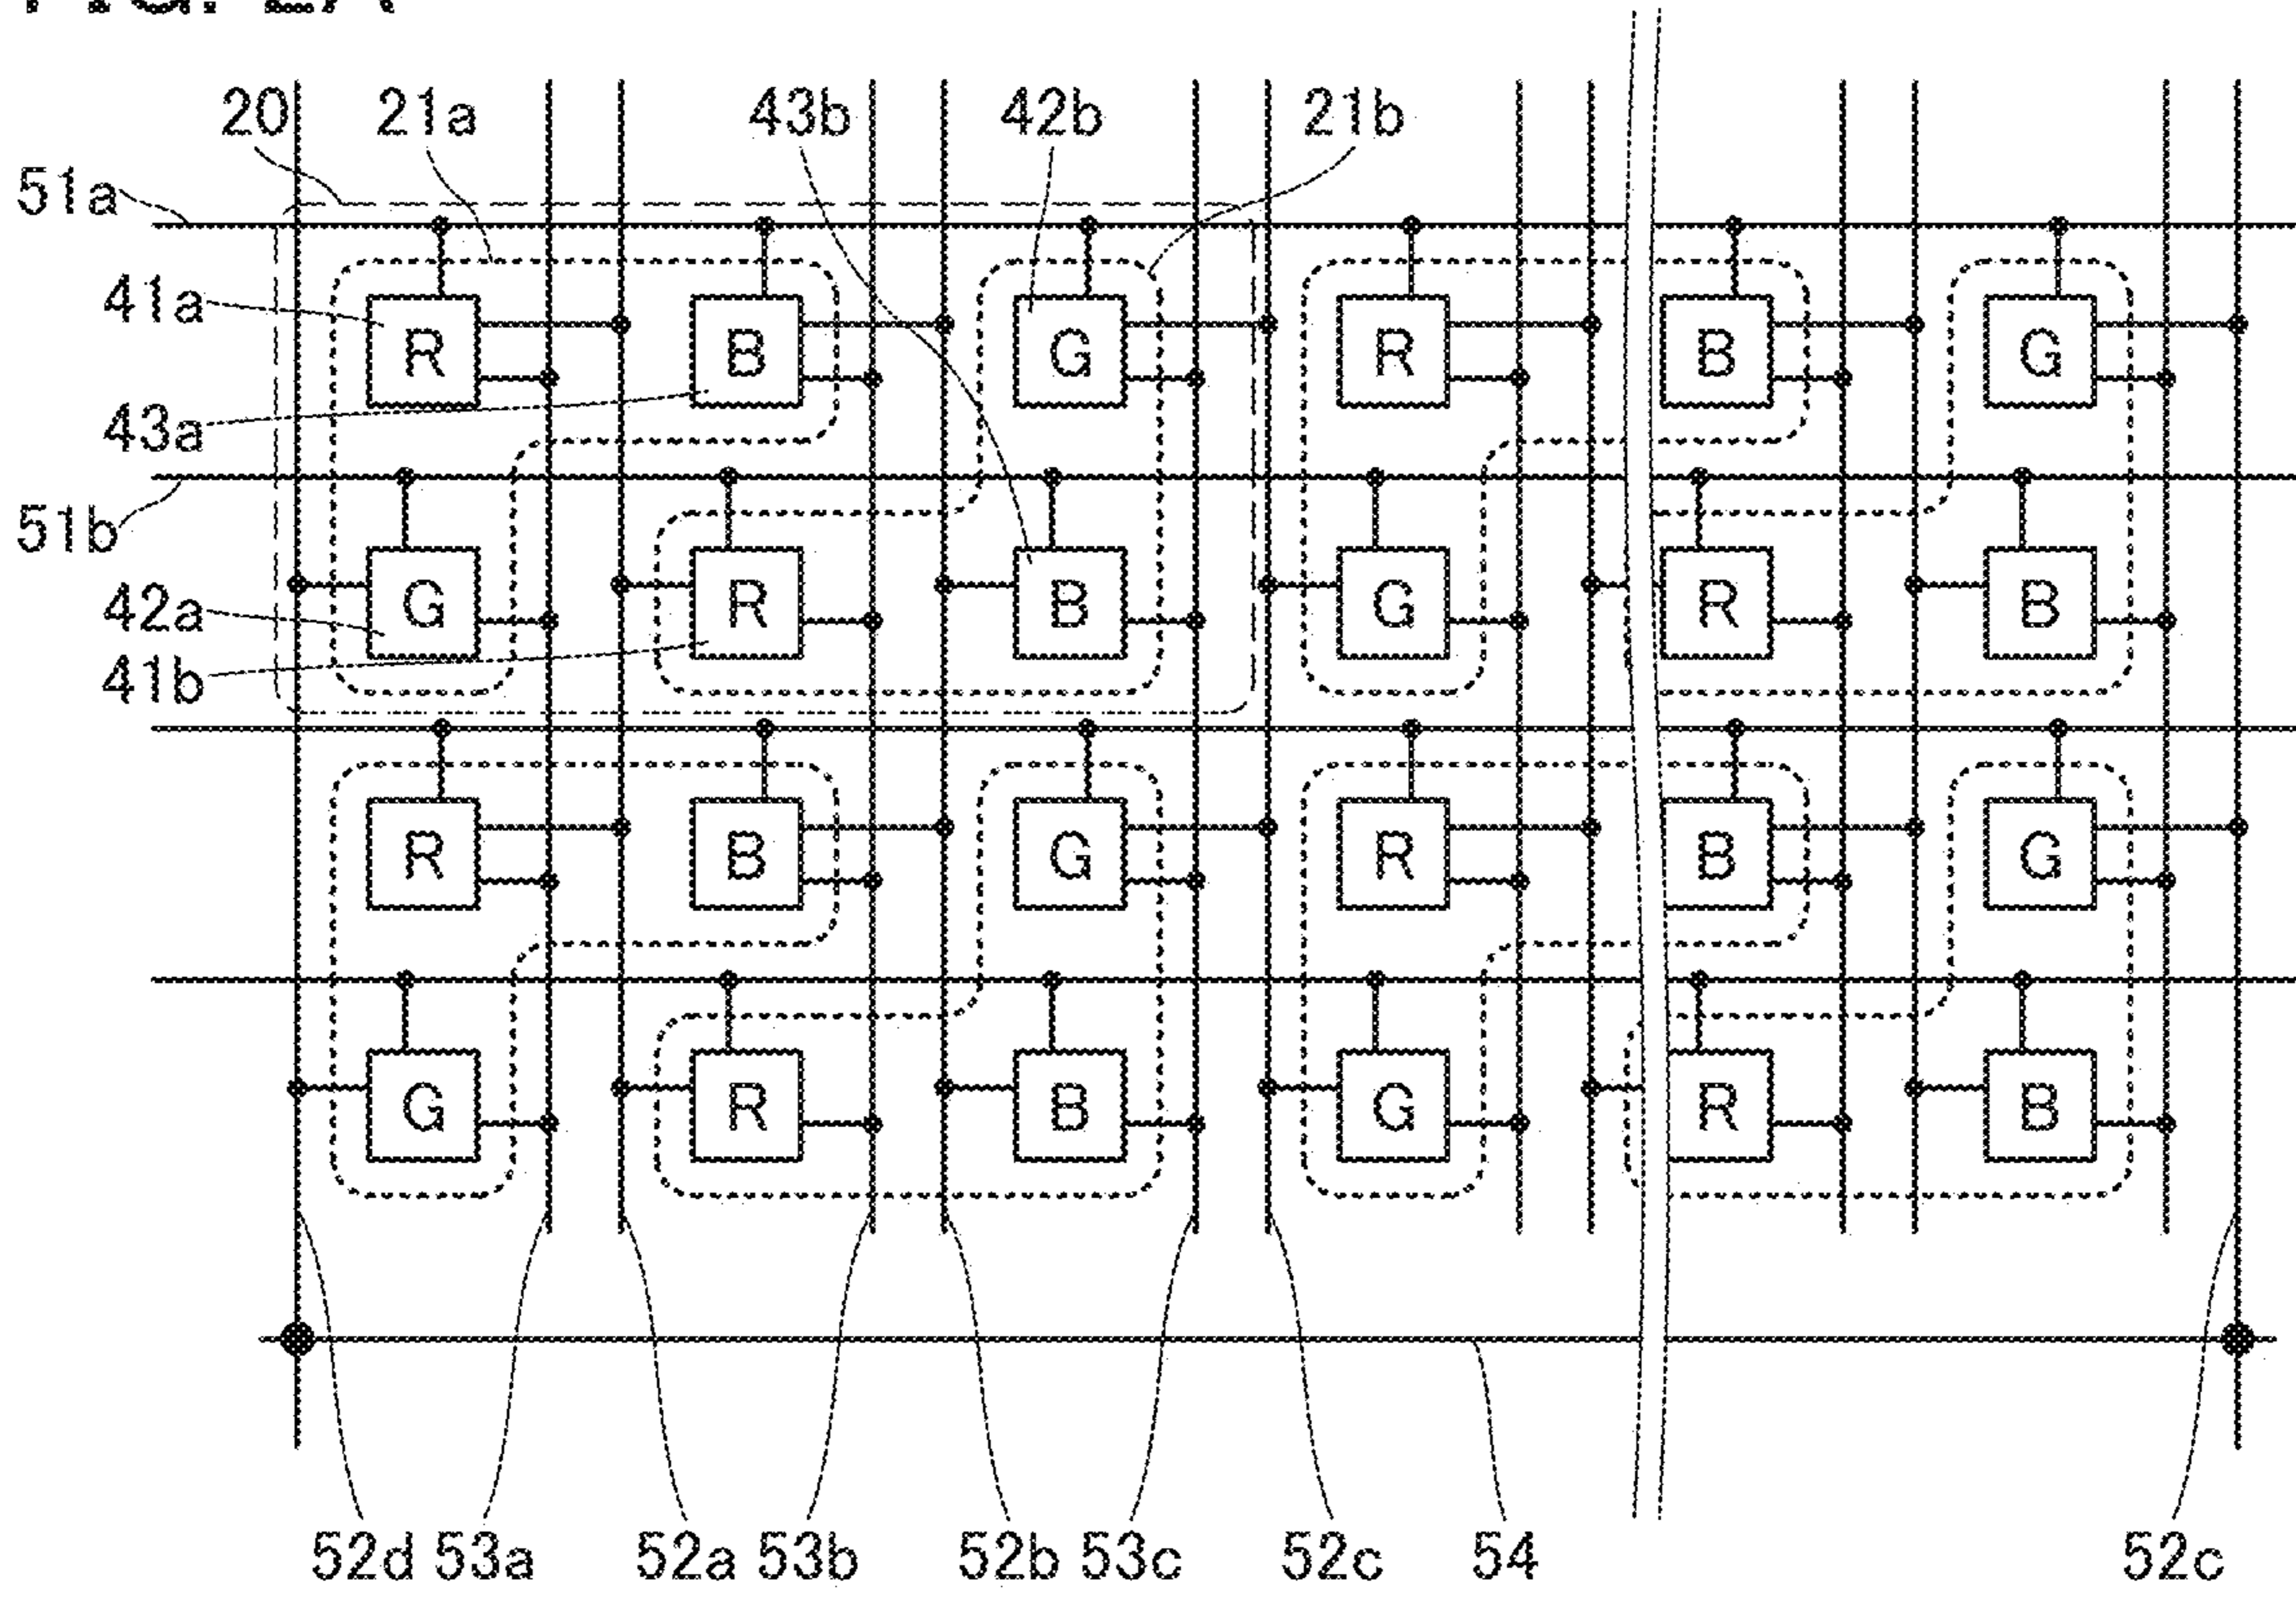 20 21a 43b 42b 21b
51a
41a R B G R B G
43a
51b
42a G R B G R B
41b
R B G R B G
G R B G R B
52d 53a 52a 53b 52b 53c 52c 54 52c